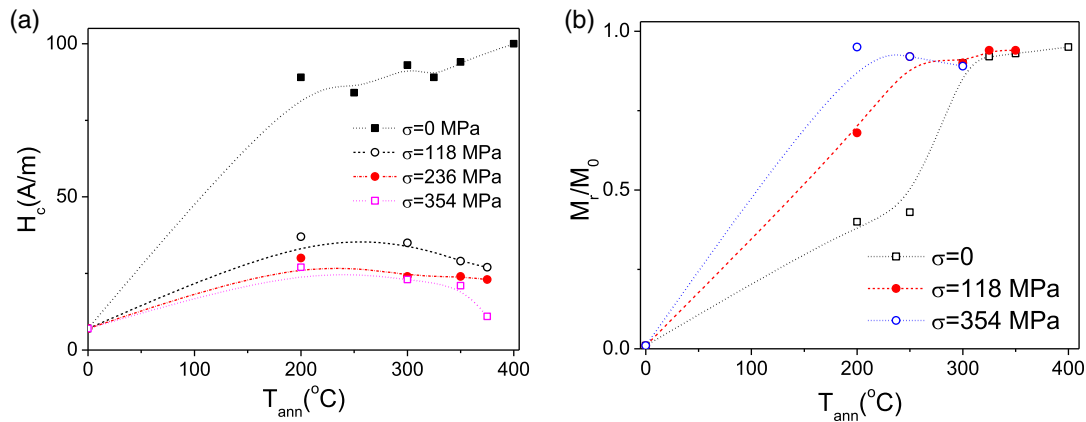 (a)
100
50
0
H_c(A/m)
σ=0 MPa
σ=118 MPa
σ=236 MPa
σ=354 MPa
0 100 200 300 400
T_ann(°C)
(b)
1.0
0.5
0.0
M_r/M_0
σ=0
σ=118 MPa
σ=354 MPa
0 100 200 300 400
T_ann(°C)